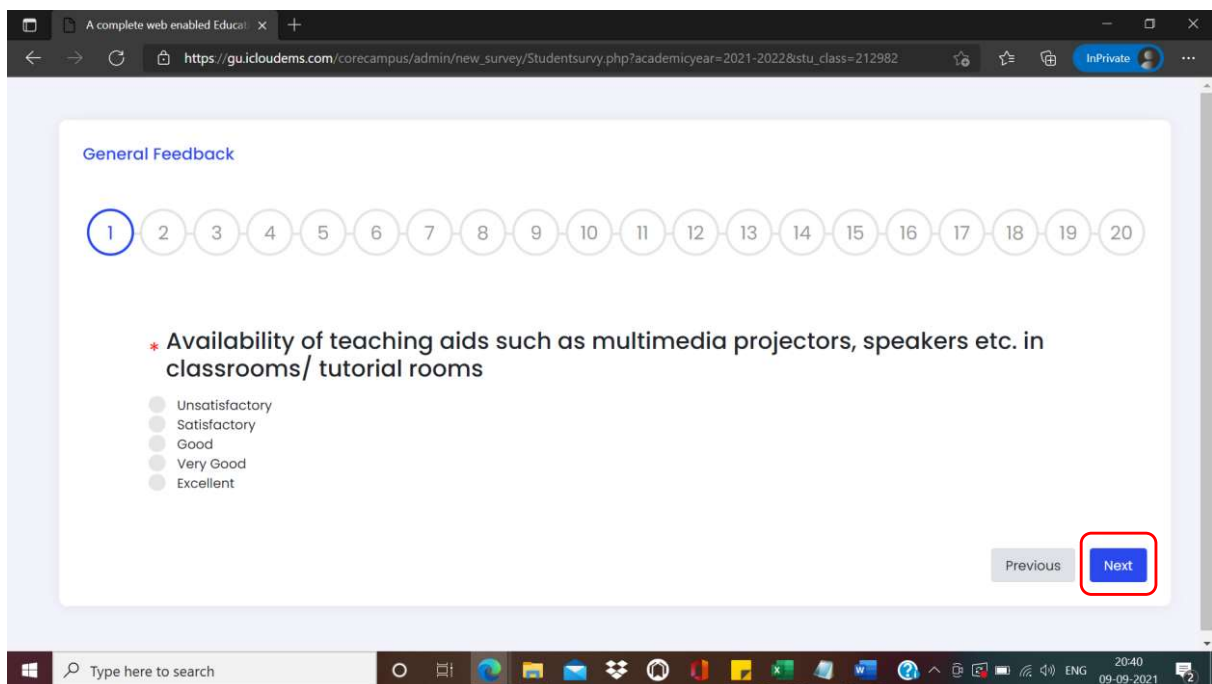 A complete web enabled Educati
https://gu.icloudems.com/corecampus/admin/new_survey/Studentsurvy.php?academicyear=2021-2022&stu_class=212982
InPrivate
General Feedback
1 2 3 4 5 6 7 8 9 10 11 12 13 14 15 16 17 18 19 20
* Availability of teaching aids such as multimedia projectors, speakers etc. in
classrooms/ tutorial rooms
Unsatisfactory
Satisfactory
Good
Very Good
Excellent
Previous Next
Type here to search
ENG
20:40
09-09-2021
2